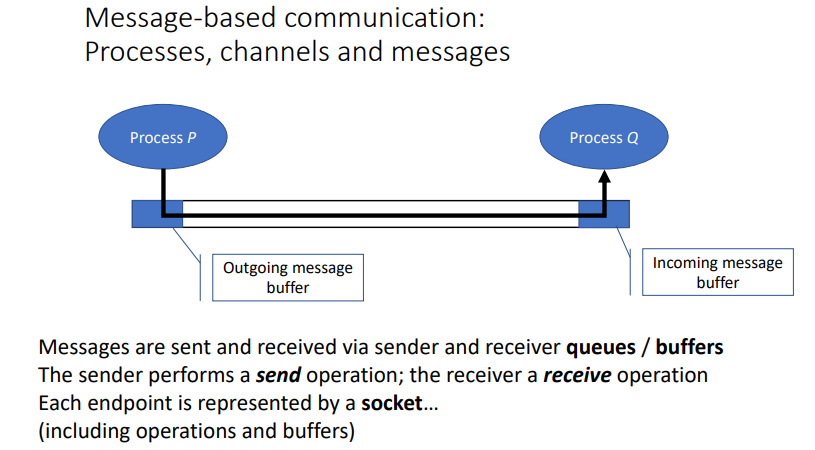 Message-based communication:
Processes, channels and messages
Process P
Process Q
Outgoing message
buffer
Incoming message
buffer
Messages are sent and received via sender and receiver queues / buffers
The sender performs a send operation; the receiver a receive operation
Each endpoint is represented by a socket…
(including operations and buffers)